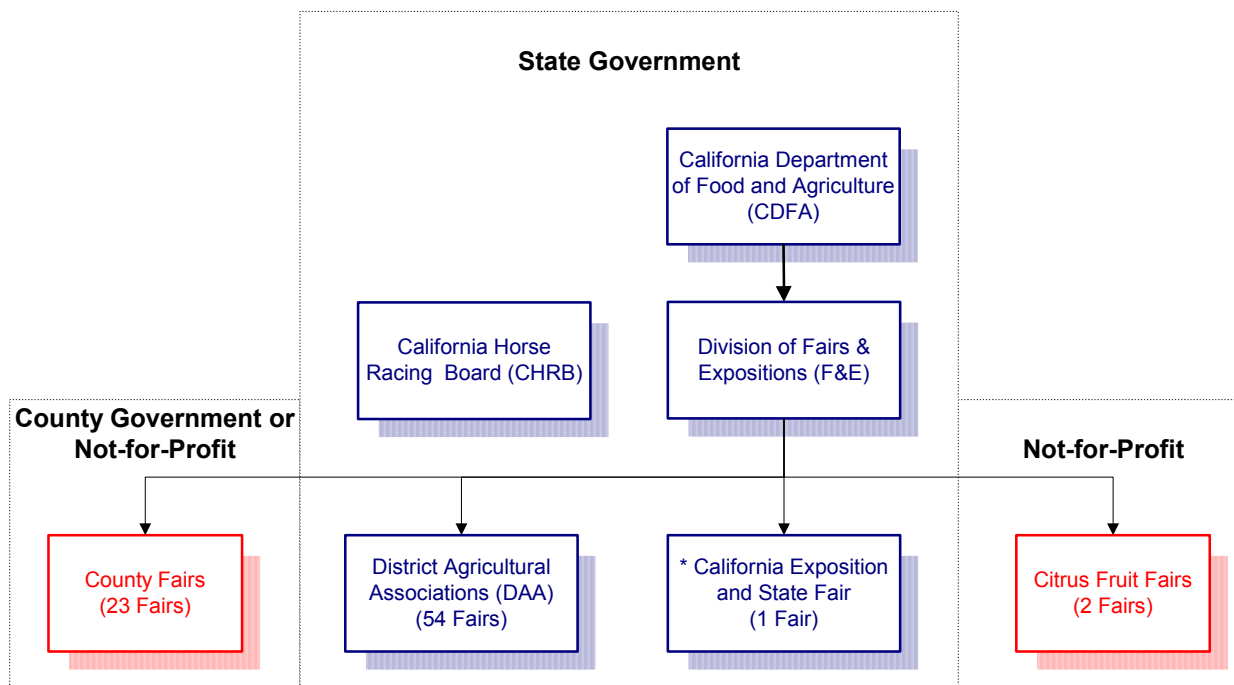 State Government
California Department
of Food and Agriculture
(CDFA)
California Horse
Racing Board (CHRB)
Division of Fairs &
Expositions (F&E)
County Government or
Not-for-Profit
Not-for-Profit
County Fairs
(23 Fairs)
District Agricultural
Associations (DAA)
(54 Fairs)
* California Exposition
and State Fair
(1 Fair)
Citrus Fruit Fairs
(2 Fairs)